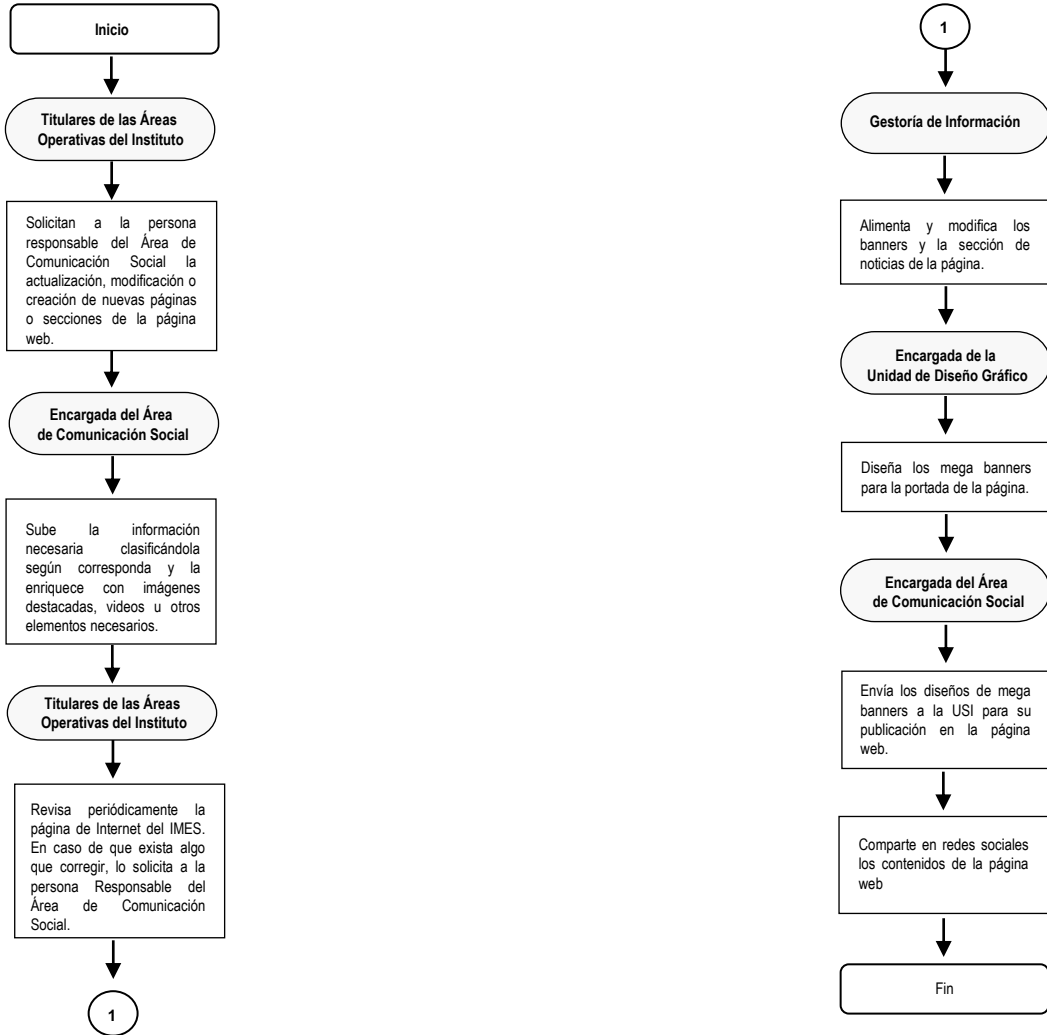 Inicio
Titulares de las Áreas
Operativas del Instituto
Solicitan a la persona
responsable del Área de
Comunicación Social la
actualización, modificación o
creación de nuevas páginas
o secciones de la página
web.
Encargada del Área
de Comunicación Social
Sube la información
necesaria clasificándola
según corresponda y la
enriquece con imágenes
destacadas, videos u otros
elementos necesarios.
Titulares de las Áreas
Operativas del Instituto
Revisa periódicamente la
página de Internet del IMES.
En caso de que exista algo
que corregir, lo solicita a la
persona Responsable del
Área de Comunicación
Social.
1
1
Gestoría de Información
Alimenta y modifica los
banners y la sección de
noticias de la página.
Encargada de la
Unidad de Diseño Gráfico
Diseña los mega banners
para la portada de la página.
Encargada del Área
de Comunicación Social
Envía los diseños de mega
banners a la USI para su
publicación en la página
web.
Comparte en redes sociales
los contenidos de la página
web
Fin